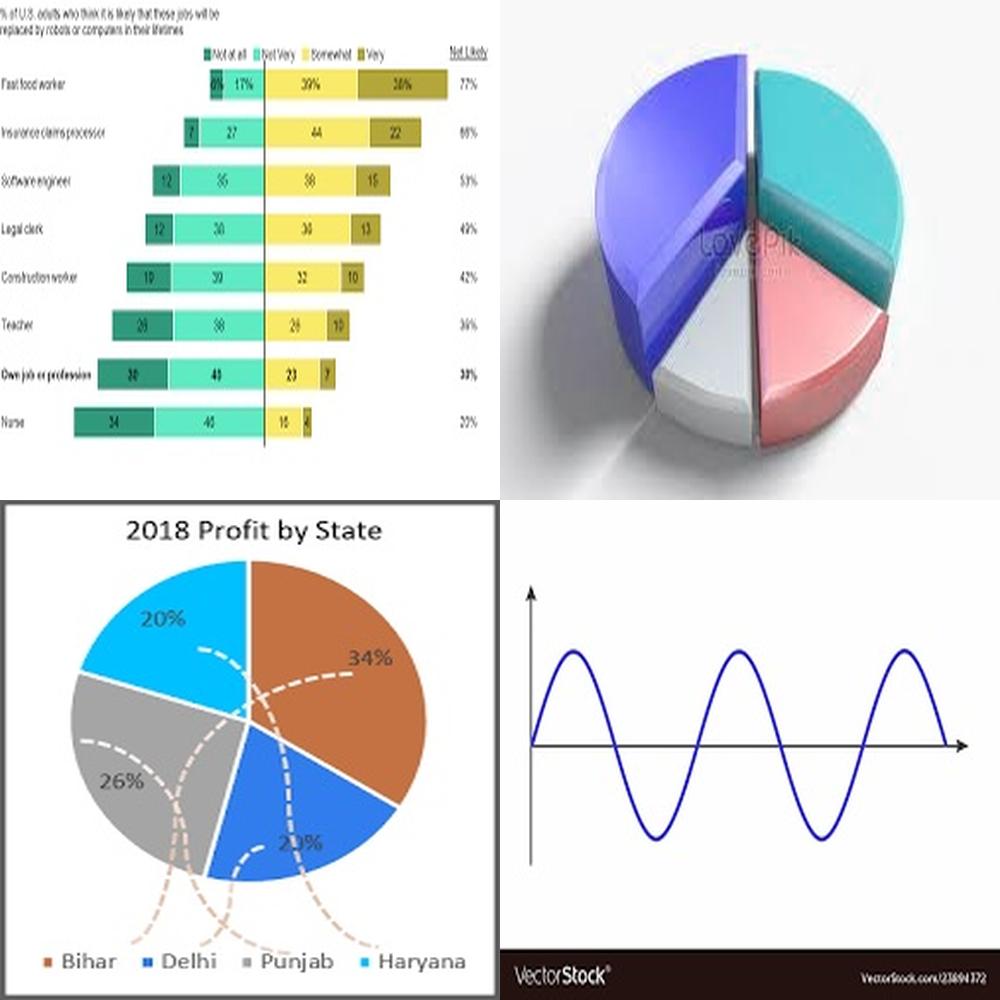 % of U.S. adults who think it is likely that these jobs will be
replaced by robots or computers in their lifetimes
Not at all Not Very Somewhat Very Net Likely
Fast food worker 6% 17% 39% 38% 77%
Insurance claims processor 7 27 44 22 66%
Software engineer 12 35 38 15 53%
Legal clerk 12 38 36 13 49%
Construction worker 19 39 32 10 42%
Teacher 26 38 26 10 36%
Own job or profession 30 40 23 7 30%
Nurse 34 46 16 4 20%
LovePik
2018 Profit by State
20%
34%
26%
20%
Bihar Delhi Punjab Haryana
VectorStock®
VectorStock.com/23894372